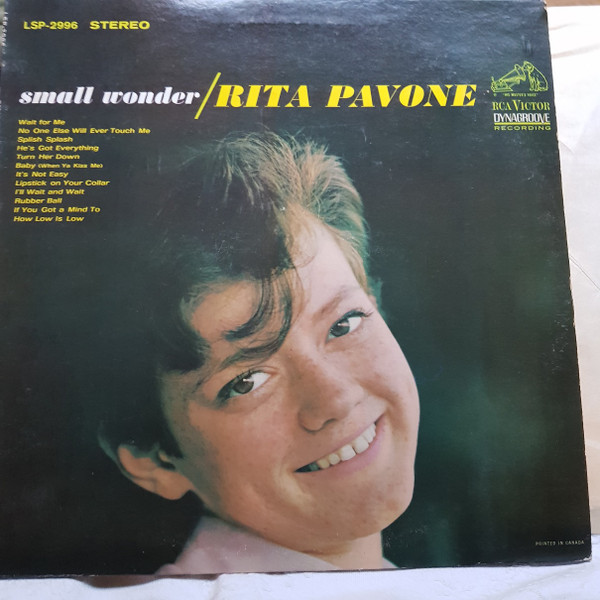 LSP-2996 STEREO
small wonder/RITA PAVONE
"HIS MASTER'S VOICE"
RCA VICTOR
DYNAGROOVE
RECORDING
Wait for Me
No One Else Will Ever Touch Me
Splish Splash
He's Got Everything
Turn Her Down
Baby (When Ya Kiss Me)
It's Not Easy
Lipstick on Your Collar
I'll Wait and Wait
Rubber Ball
If You Got a Mind To
How Low Is Low
PRINTED IN CANADA